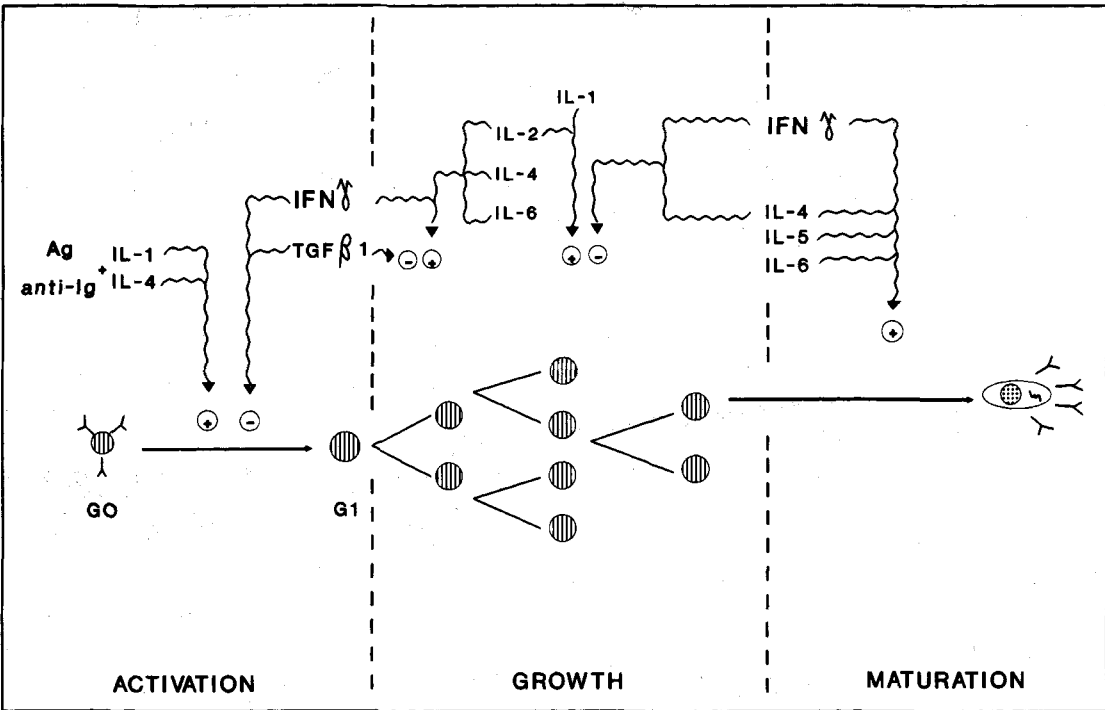 IL-1
IL-2
IFN γ
IL-4
IFN γ
IL-6
IL-4
Ag
IL-1
TGF β 1
- +
+ -
IL-5
anti-Ig
+
IL-4
IL-6
+
+ -
GO
G1
ACTIVATION
GROWTH
MATURATION